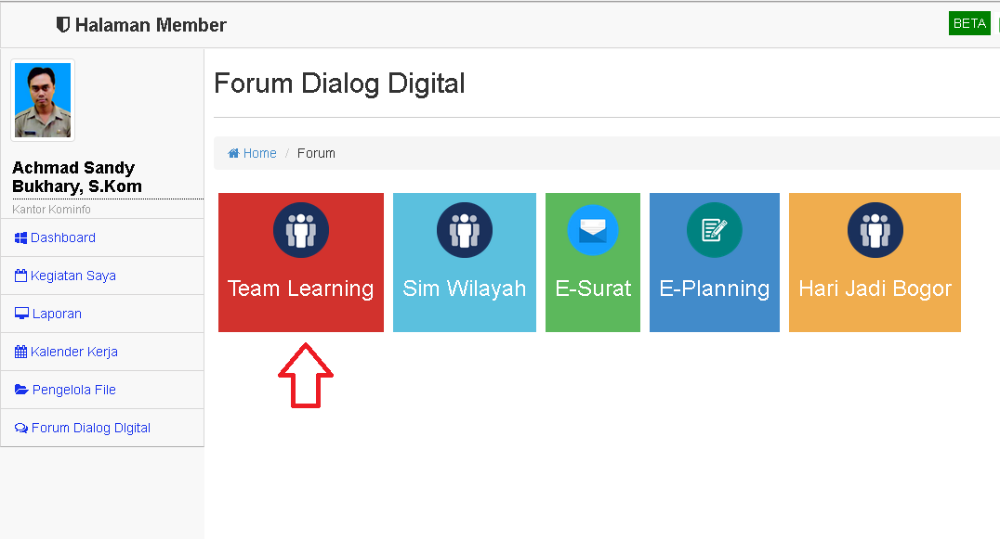 Halaman Member
BETA
Achmad Sandy
Bukhary, S.Kom
Kantor Kominfo
Dashboard
Kegiatan Saya
Laporan
Kalender Kerja
Pengelola File
Forum Dialog DIgital
Forum Dialog Digital
Home / Forum
Team Learning
Sim Wilayah
E-Surat
E-Planning
Hari Jadi Bogor